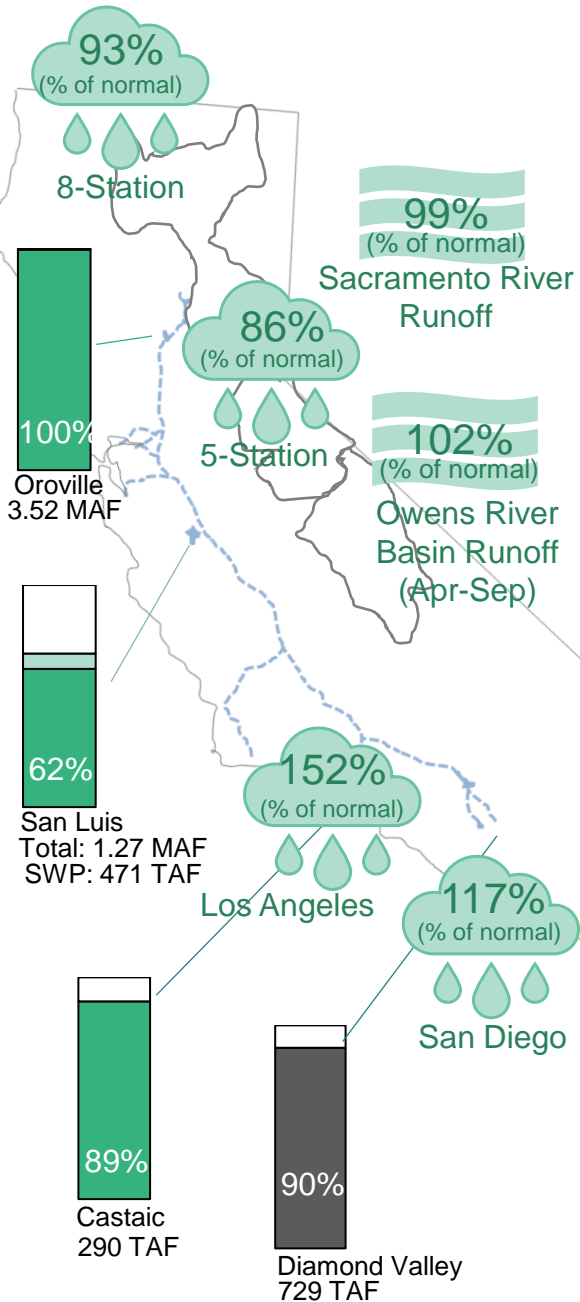 93%
(% of normal)
8-Station
99%
(% of normal)
Sacramento River
Runoff
86%
(% of normal)
5-Station
100%
Oroville
3.52 MAF
102%
(% of normal)
Owens River
Basin Runoff
(Apr-Sep)
62%
San Luis
Total: 1.27 MAF
SWP: 471 TAF
152%
(% of normal)
Los Angeles
117%
(% of normal)
San Diego
89%
Castaic
290 TAF
90%
Diamond Valley
729 TAF